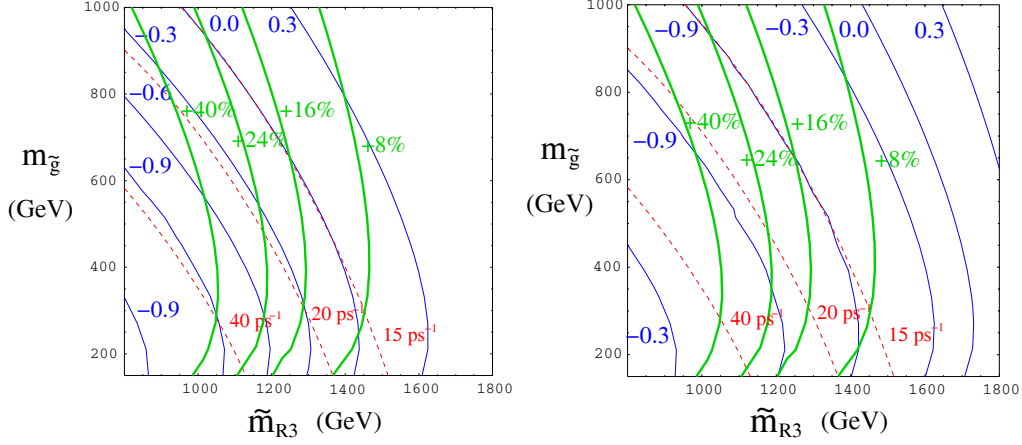 1000
−0.3
0.0
0.3
800
−0.6
+40%
+16%
+24%
+8%
m_g̃
−0.9
600
(GeV)
400
−0.9
40 ps⁻¹
20 ps⁻¹
15 ps⁻¹
200
1000 1200 1400 1600 1800
m̃_R3 (GeV)
1000
−0.9
−0.3
0.0
0.3
800
+40%
+16%
−0.9
+24%
+8%
m_g̃
600
(GeV)
400
−0.3
40 ps⁻¹
20 ps⁻¹
15 ps⁻¹
200
1000 1200 1400 1600 1800
m̃_R3 (GeV)